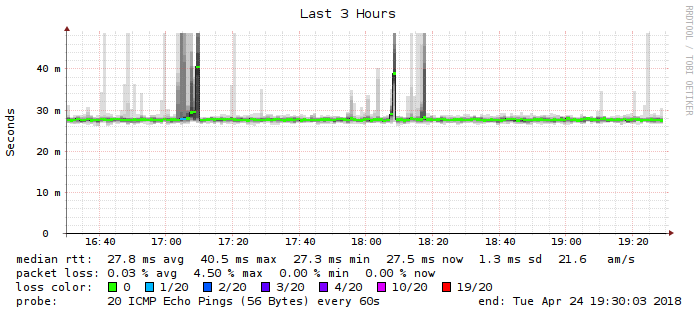 Last 3 Hours
RRDTOOL / TOBI OETIKER
Seconds
40 m
30 m
20 m
10 m
0
16:40 17:00 17:20 17:40 18:00 18:20 18:40 19:00 19:20
median rtt: 27.8 ms avg 40.5 ms max 27.3 ms min 27.5 ms now 1.3 ms sd 21.6 am/s
packet loss: 0.03 % avg 4.50 % max 0.00 % min 0.00 % now
loss color: 0 1/20 2/20 3/20 4/20 10/20 19/20
probe: 20 ICMP Echo Pings (56 Bytes) every 60s end: Tue Apr 24 19:30:03 2018